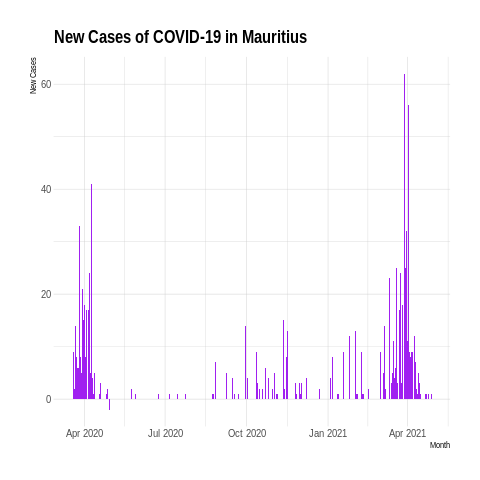 New Cases of COVID-19 in Mauritius
New Cases
60
40
20
0
Apr 2020 Jul 2020 Oct 2020 Jan 2021 Apr 2021
Month